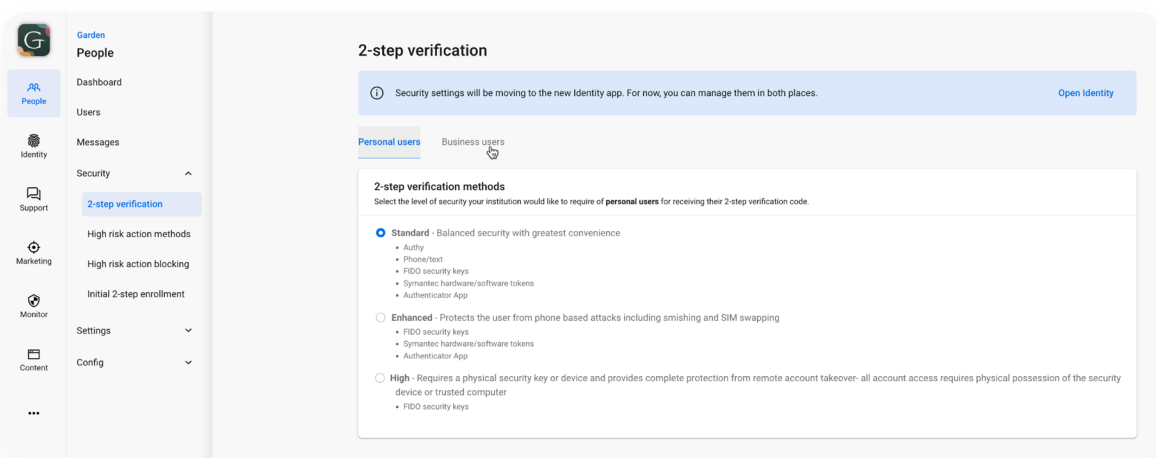 G
Garden
People
Dashboard
Users
Messages
Security
2-step verification
High risk action methods
High risk action blocking
Initial 2-step enrollment
Settings
Config
People
Identity
Support
Marketing
Monitor
Content
2-step verification
Security settings will be moving to the new Identity app. For now, you can manage them in both places.
Open Identity
Personal users
Business users
2-step verification methods
Select the level of security your institution would like to require of personal users for receiving their 2-step verification code.
Standard - Balanced security with greatest convenience
• Authy
• Phone/text
• FIDO security keys
• Symantec hardware/software tokens
• Authenticator App
Enhanced - Protects the user from phone based attacks including smishing and SIM swapping
• FIDO security keys
• Symantec hardware/software tokens
• Authenticator App
High - Requires a physical security key or device and provides complete protection from remote account takeover- all account access requires physical possession of the security
device or trusted computer
• FIDO security keys